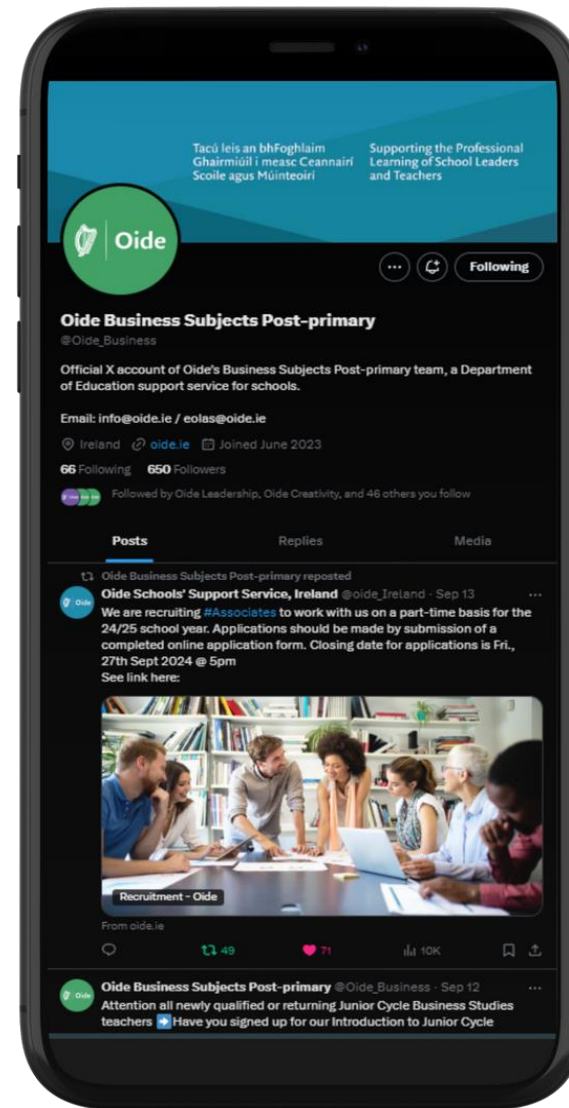 Tacú leis an bhFoghlaim
Ghairmiúil i measc Ceannairí
Scoile agus Múinteoirí
Supporting the Professional
Learning of School Leaders
and Teachers
Oide
Following
Oide Business Subjects Post-primary
@Oide_Business
Official X account of Oide's Business Subjects Post-primary team, a Department
of Education support service for schools.
Email: info@oide.ie / eolas@oide.ie
Ireland oide.ie Joined June 2023
66 Following 650 Followers
Followed by Oide Leadership, Oide Creativity, and 46 others you follow
Posts Replies Media
Oide Business Subjects Post-primary reposted
Oide
Oide Schools' Support Service, Ireland @oide_Ireland · Sep 13
We are recruiting #Associates to work with us on a part-time basis for the
24/25 school year. Applications should be made by submission of a
completed online application form. Closing date for applications is Fri.,
27th Sept 2024 @ 5pm
See link here:
Recruitment - Oide
From oide.ie
49 71 10K
Oide
Oide Business Subjects Post-primary @Oide_Business · Sep 12
Attention all newly qualified or returning Junior Cycle Business Studies
teachers ➡️Have you signed up for our Introduction to Junior Cycle